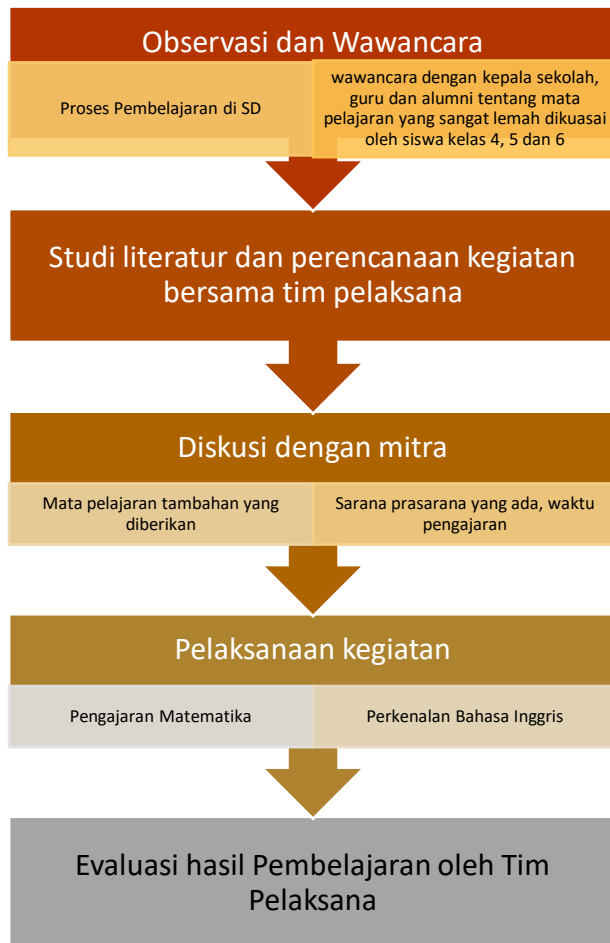 Observasi dan Wawancara
Proses Pembelajaran di SD
wawancara dengan kepala sekolah,
guru dan alumni tentang mata
pelajaran yang sangat lemah dikuasai
oleh siswa kelas 4, 5 dan 6
Studi literatur dan perencanaan kegiatan
bersama tim pelaksana
Diskusi dengan mitra
Mata pelajaran tambahan yang
diberikan
Sarana prasarana yang ada, waktu
pengajaran
Pelaksanaan kegiatan
Pengajaran Matematika
Perkenalan Bahasa Inggris
Evaluasi hasil Pembelajaran oleh Tim
Pelaksana